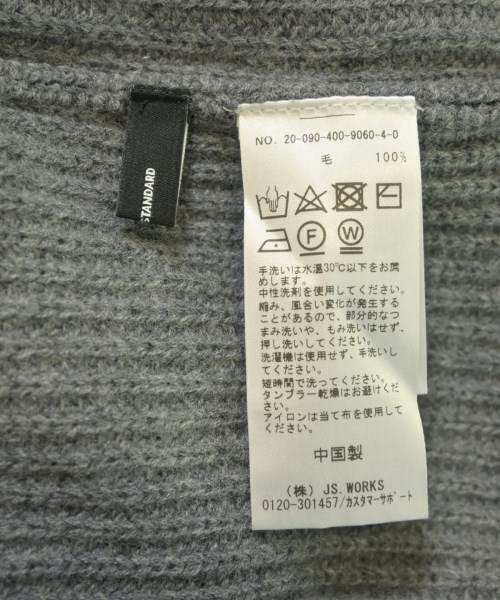 STANDARD
NO. 20-090-400-9060-4-0
毛 100%
F W
手洗いは水温30℃以下をお薦
めします。
中性洗剤を使用してください。
縮み、風合い変化が発生する
ことがあるので、部分的なつ
まみ洗いや、もみ洗いはせず、
押し洗いしてください。
洗濯機は使用せず、手洗いし
てください。
短時間で洗ってください。
タンブラー乾燥はお避けくだ
さい。
アイロンは当て布を使用して
ください。
中国製
(株) JS.WORKS
0120-301457/カスタマーサポート